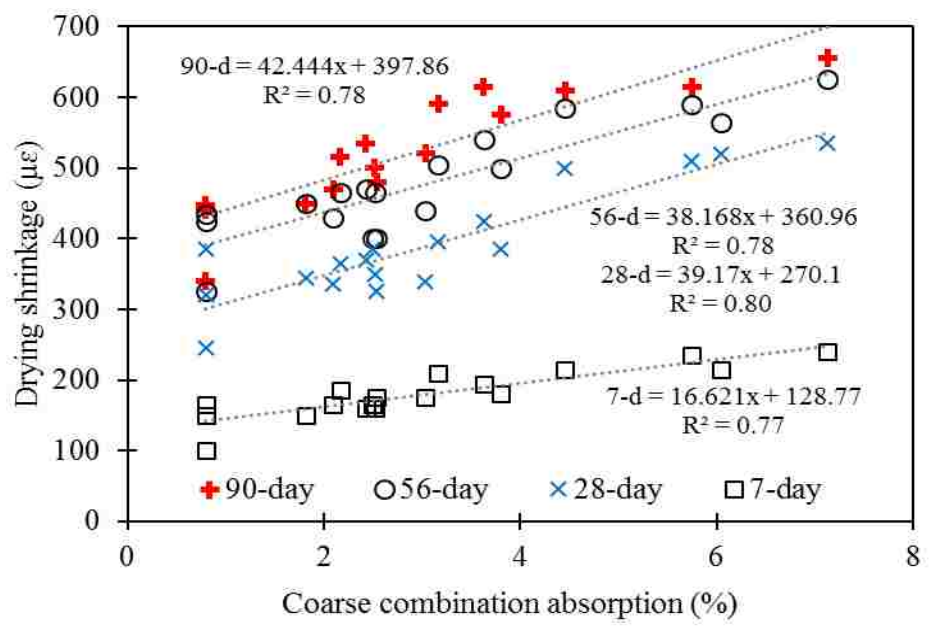 700
600
500
400
300
200
100
0
Drying shrinkage (με)
90-d = 42.444x + 397.86
R² = 0.78
56-d = 38.168x + 360.96
R² = 0.78
28-d = 39.17x + 270.1
R² = 0.80
7-d = 16.621x + 128.77
R² = 0.77
90-day 56-day 28-day 7-day
0 2 4 6 8
Coarse combination absorption (%)